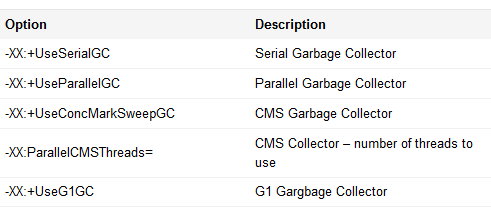 Option Description
-XX:+UseSerialGC Serial Garbage Collector
-XX:+UseParallelGC Parallel Garbage Collector
-XX:+UseConcMarkSweepGC CMS Garbage Collector
-XX:ParallelCMSThreads= CMS Collector – number of threads to
use
-XX:+UseG1GC G1 Gargbage Collector